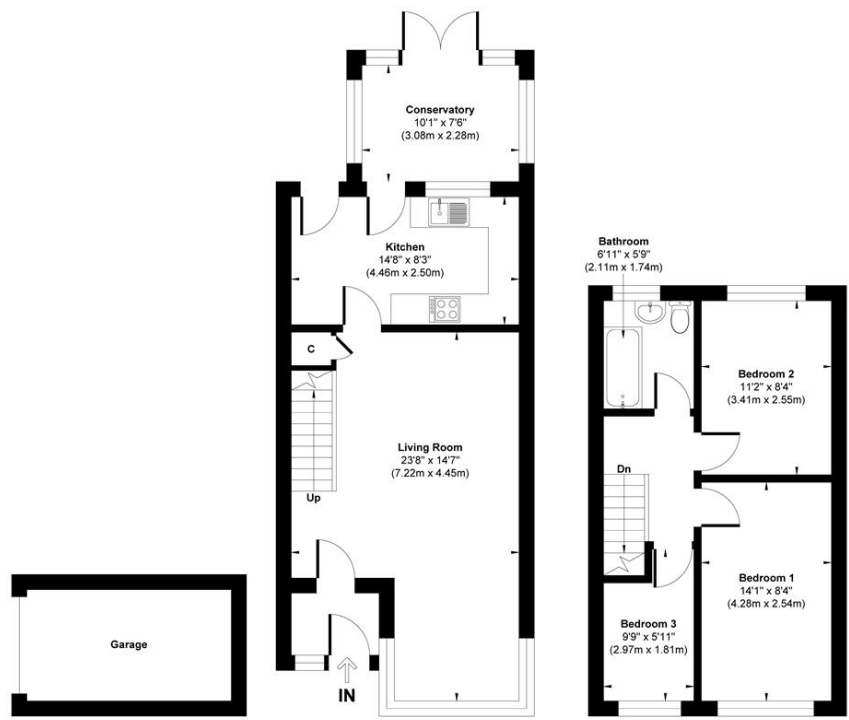 Conservatory
10'1" x 7'6"
(3.08m x 2.28m)
Kitchen
14'8" x 8'3"
(4.46m x 2.50m)
C
Living Room
23'8" x 14'7"
(7.22m x 4.45m)
Up
IN
Garage
Bathroom
6'11" x 5'9"
(2.11m x 1.74m)
Bedroom 2
11'2" x 8'4"
(3.41m x 2.55m)
Dn
Bedroom 1
14'1" x 8'4"
(4.28m x 2.54m)
Bedroom 3
9'9" x 5'11"
(2.97m x 1.81m)